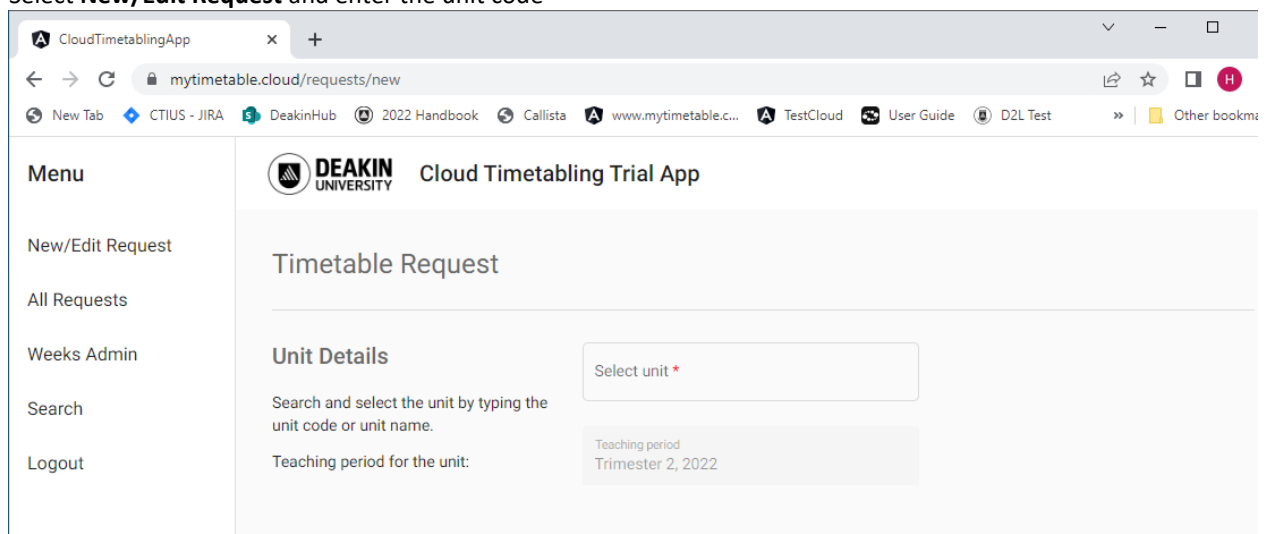 Select New/Edit Request and enter the unit code
CloudTimetablingApp
mytimetable.cloud/requests/new
H
New Tab CTIUS - JIRA DeakinHub 2022 Handbook Callista www.mytimetable.c... TestCloud User Guide D2L Test » Other bookma
Menu
DEAKIN UNIVERSITY Cloud Timetabling Trial App
New/Edit Request
All Requests
Weeks Admin
Search
Logout
Timetable Request
Unit Details
Search and select the unit by typing the
unit code or unit name.
Teaching period for the unit:
Select unit *
Teaching period
Trimester 2, 2022